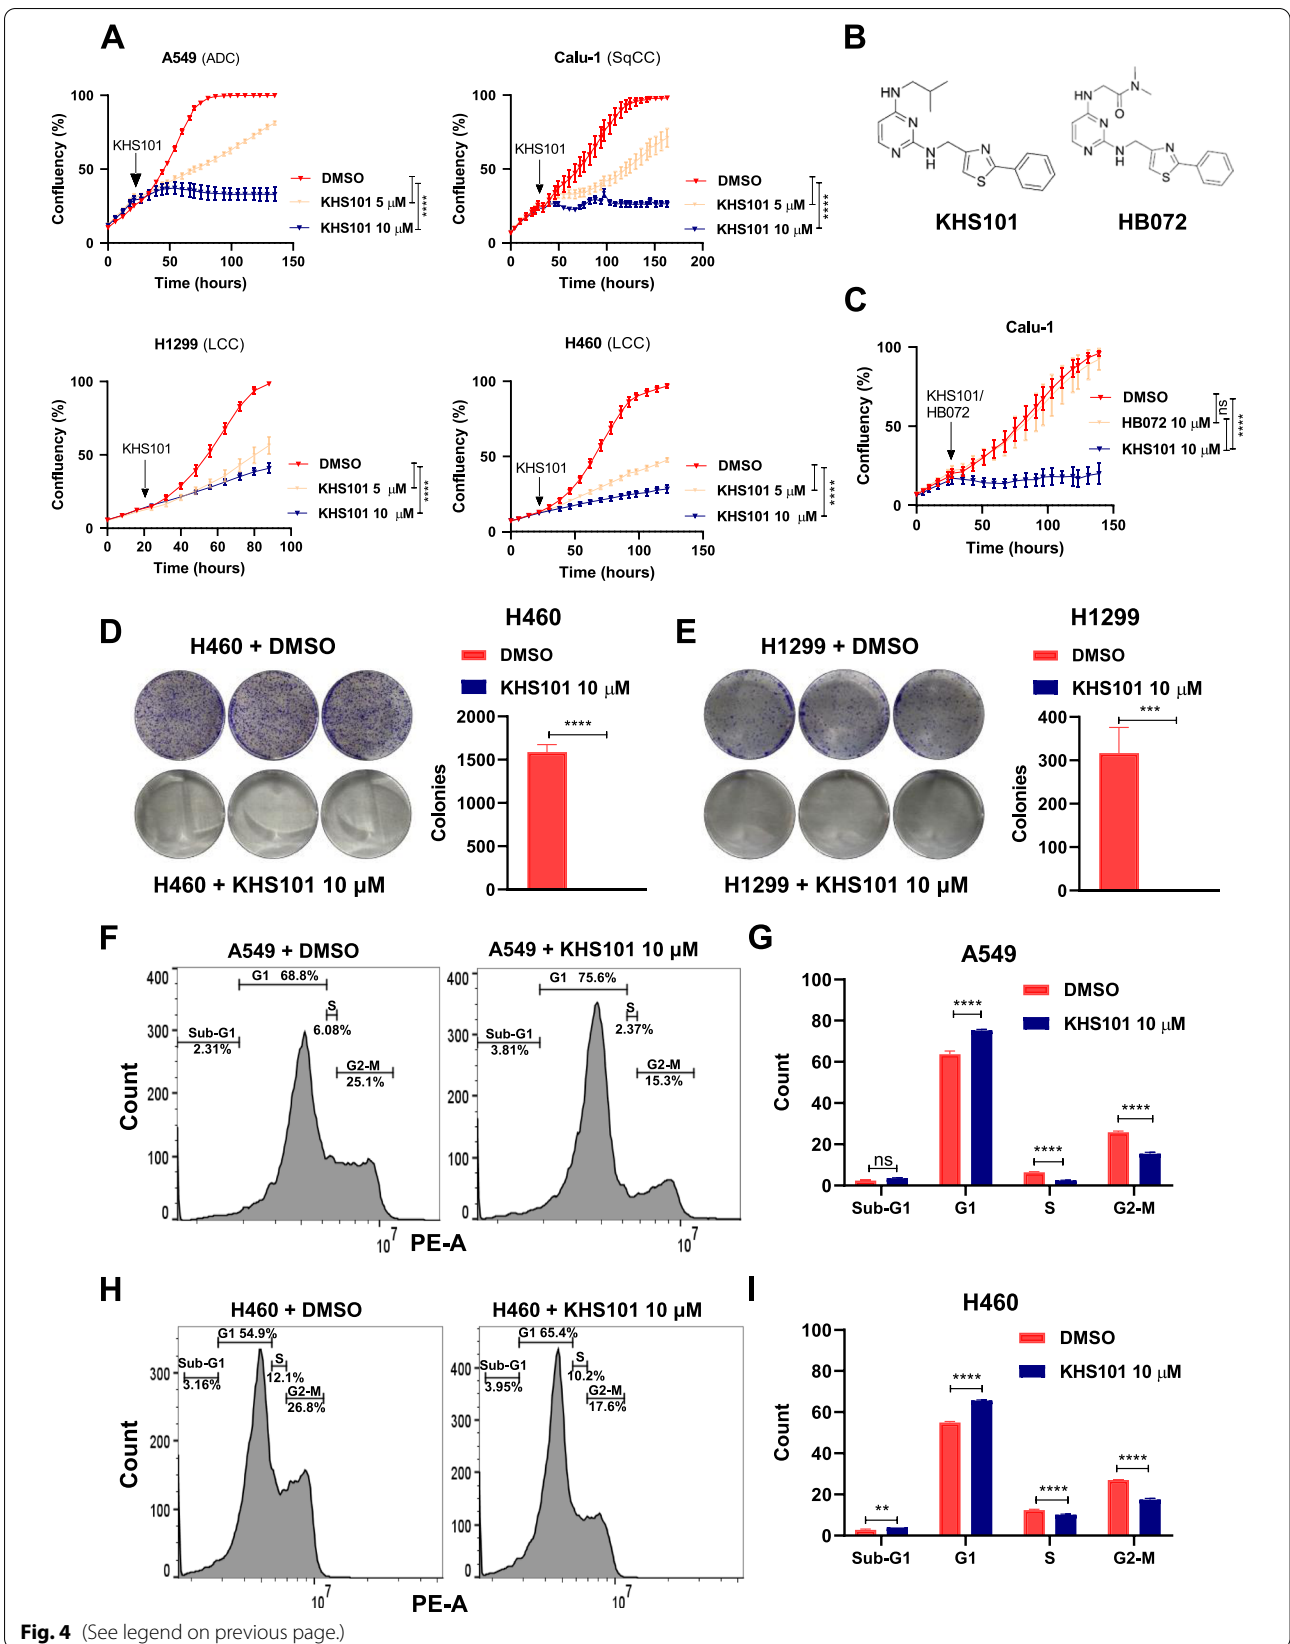 A
A549 (ADC)
Confluency (%)
100
50
0
KHS101
0 50 100 150
Time (hours)
DMSO
KHS101 5 μM
KHS101 10 μM
****
Calu-1 (SqCC)
Confluency (%)
100
50
0
KHS101
0 50 100 150 200
Time (hours)
DMSO
KHS101 5 μM
KHS101 10 μM
****
B
HN
N
N
N
H
N
S
KHS101
N
O
HN
N
N
N
H
N
S
HB072
H1299 (LCC)
Confluency (%)
100
50
0
KHS101
0 20 40 60 80 100
Time (hours)
DMSO
KHS101 5 μM
KHS101 10 μM
****
H460 (LCC)
Confluency (%)
100
50
0
KHS101
0 50 100 150
Time (hours)
DMSO
KHS101 5 μM
KHS101 10 μM
****
C
Calu-1
Confluency (%)
100
50
0
KHS101/
HB072
0 50 100 150
Time (hours)
DMSO
HB072 10 μM
KHS101 10 μM
ns
****
D
H460 + DMSO
H460 + KHS101 10 μM
H460
DMSO
KHS101 10 μM
Colonies
2000
1500
1000
500
0
****
E
H1299 + DMSO
H1299 + KHS101 10 μM
H1299
DMSO
KHS101 10 μM
Colonies
400
300
200
100
0
***
F
A549 + DMSO
Count
400
300
200
100
0
G1 68.8%
S
6.08%
Sub-G1
2.31%
G2-M
25.1%
10^7
A549 + KHS101 10 μM
400
300
200
100
0
G1 75.6%
S
2.37%
Sub-G1
3.81%
G2-M
15.3%
10^7
PE-A
G
A549
DMSO
KHS101 10 μM
Count
100
80
60
40
20
0
ns
****
****
****
Sub-G1 G1 S G2-M
H
H460 + DMSO
Count
300
200
100
0
G1 54.9%
S
12.1%
Sub-G1
3.16%
G2-M
26.8%
10^7
H460 + KHS101 10 μM
400
300
200
100
0
G1 65.4%
S
10.2%
Sub-G1
3.95%
G2-M
17.6%
10^7
PE-A
I
H460
DMSO
KHS101 10 μM
Count
100
80
60
40
20
0
**
****
****
****
Sub-G1 G1 S G2-M
Fig. 4 (See legend on previous page.)